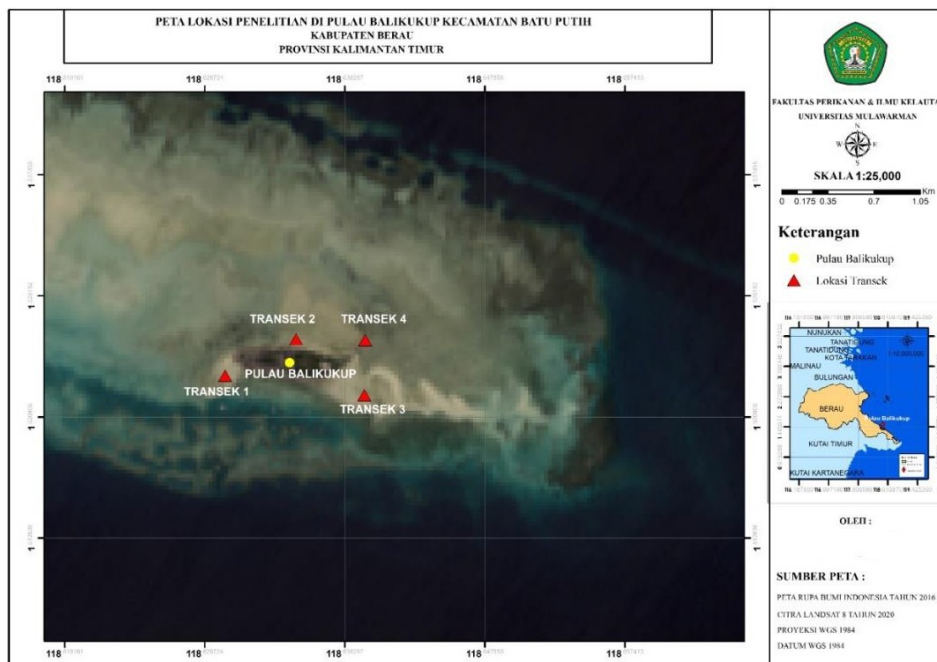 PETA LOKASI PENELITIAN DI PULAU BALIKUKUP KECAMATAN BATU PUTIH
KABUPATEN BERAU
PROVINSI KALIMANTAN TIMUR
TRANSEK 2
TRANSEK 4
PULAU BALIKUKUP
TRANSEK 1
TRANSEK 3
FAKULTAS PERIKANAN & ILMU KELAUTA
UNIVERSITAS MULAWARMAN
N
W E
S
SKALA 1:25,000
Km
0 0.175 0.35 0.7 1.05
Keterangan
Pulau Balikukup
Lokasi Transek
NUNUKAN
TANATIDUNG
TANATIDUNG
KOTA TARAKAN
MALINAU
BULUNGAN
BERAU
Pulau Balikukup
KUTAI TIMUR
KUTAI KARTANEGARA
OLEH :
SUMBER PETA :
PETA RUPA BUMI INDONESIA TAHUN 2016
CITRA LANDSAT 8 TAHUN 2020
PROYEKSI WGS 1984
DATUM WGS 1984